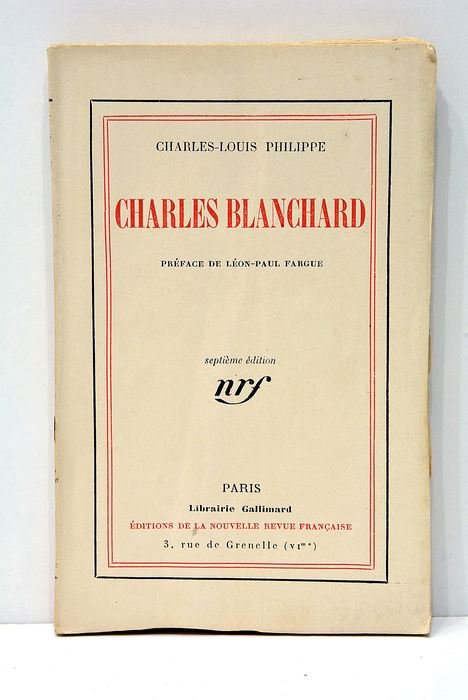 CHARLES-LOUIS PHILIPPE
CHARLES BLANCHARD
PRÉFACE DE LÉON-PAUL FARGUE
septième édition
nrf
PARIS
Librairie Gallimard
ÉDITIONS DE LA NOUVELLE REVUE FRANÇAISE
3, rue de Grenelle (VIᵐᵉ)